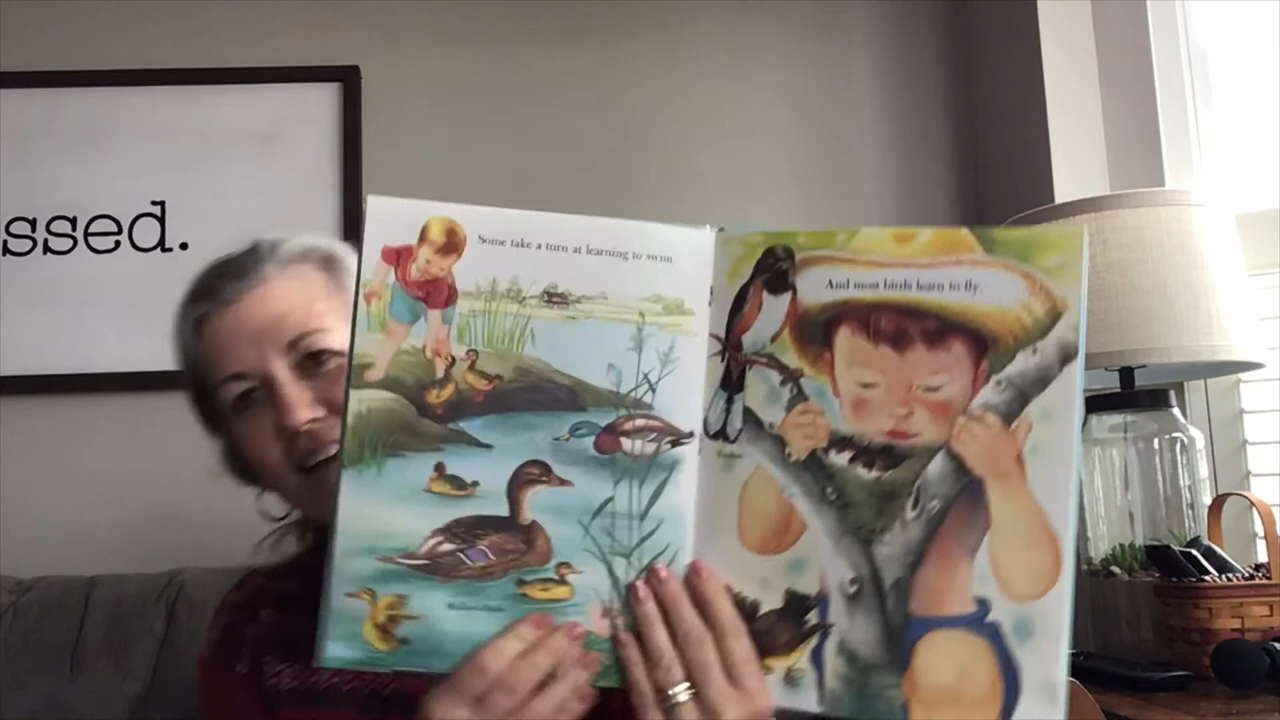 ssed.
Some take a turn at learning to swim.
And most birds learn to fly.